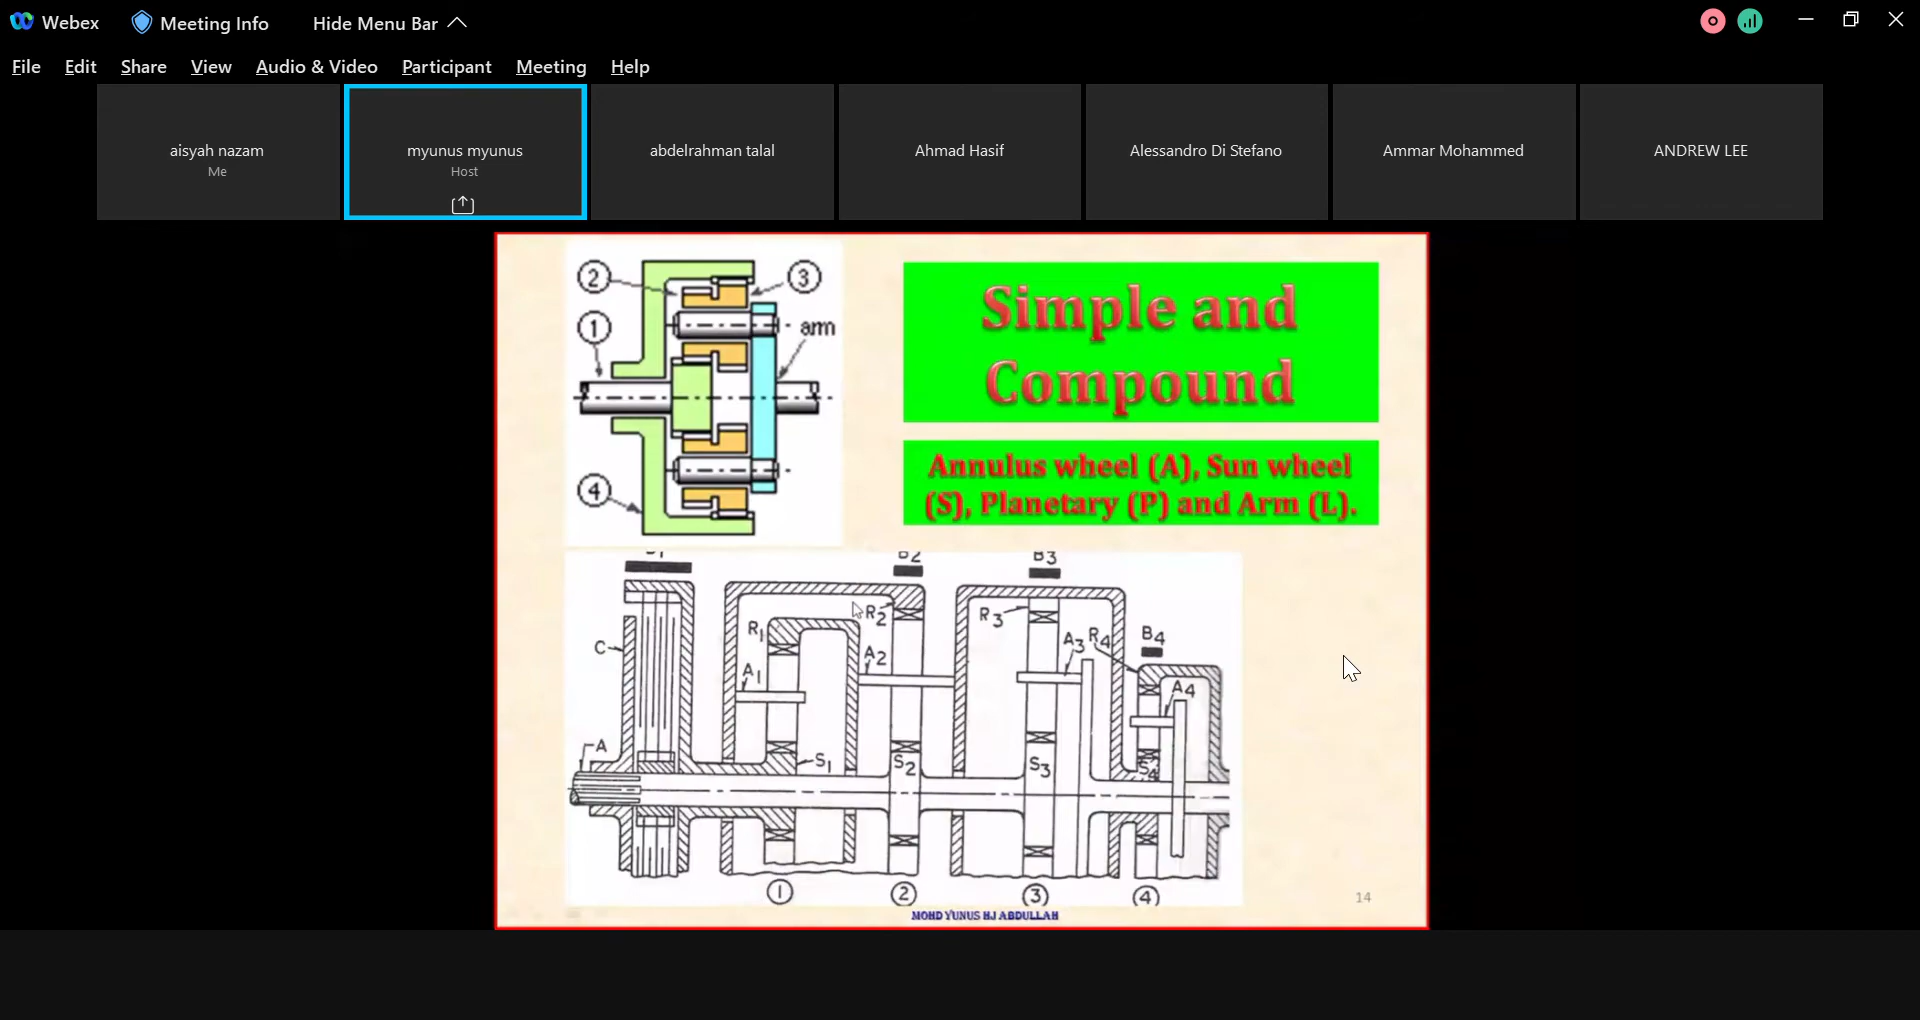 Webex Meeting Info Hide Menu Bar
File Edit Share View Audio & Video Participant Meeting Help
aisyah nazam
Me
myunus myunus
Host
abdelrahman talal
Ahmad Hasif
Alessandro Di Stefano
Ammar Mohammed
ANDREW LEE
2
3
1
arm
4
Simple and
Compound
Annulus wheel (A), Sun wheel
(S), Planetary (P) and Arm (L).
B2 B3
R2 R3
R1 A3 R4 B4
C A2
A1 A4
A S1 S2 S3 S4
1 2 3 4
14
MOHD YUNUS HJ ABDULLAH